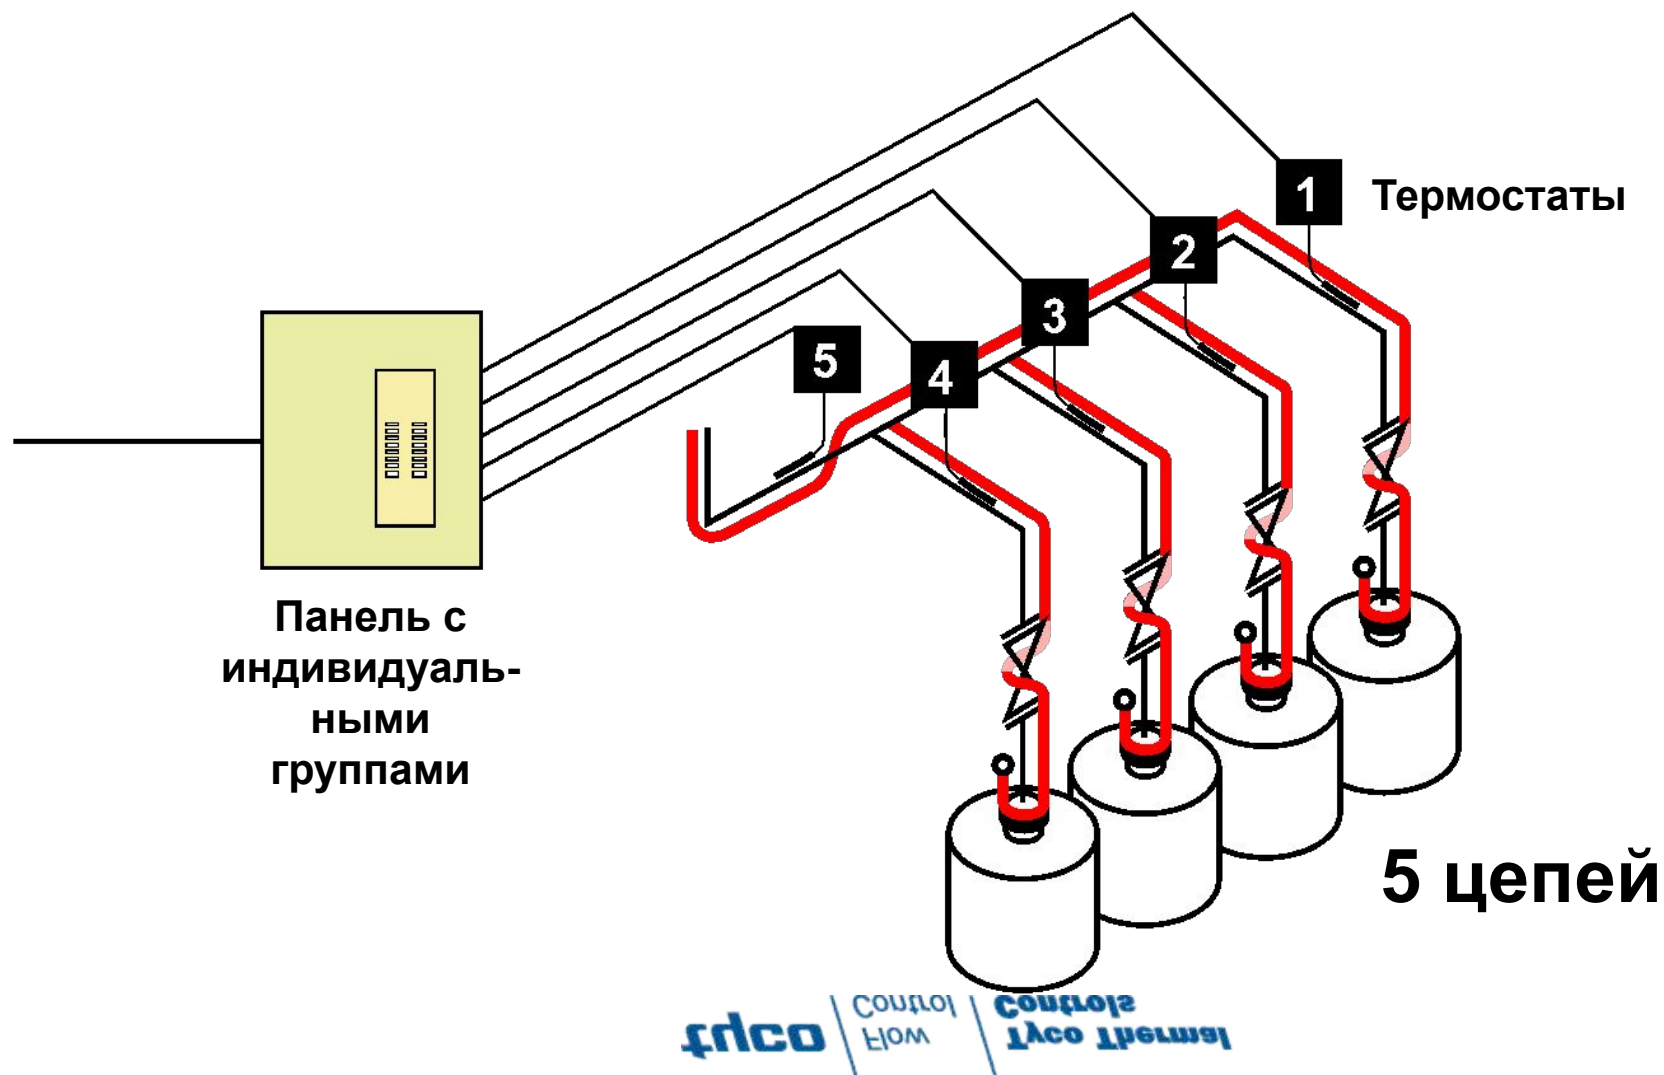 1
Термостаты
2
3
5
4
Панель с
индивидуаль-
ными
группами
5 цепей
tyco
Flow
Control
Tyco Thermal
Controls